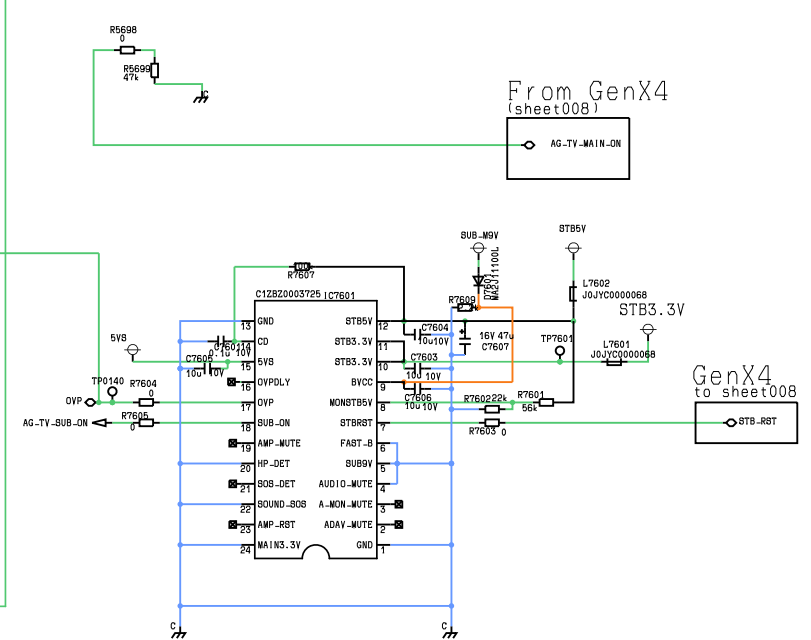 R5698
0
R5699
47k
C
From GenX4
(sheet008)
AG-TV-MAIN-ON
SUB-M9V
STB5V
R7607
D7601
MA2J11100L
L7602
J0JYC0000068
C1ZBZ0003725 IC7601
R7609
STB3.3V
13 GND
STB5V 12
C7604
10u10V
16V 47u
C7607
TP7601
5VS
14 CD
0.1u 10V
STB3.3V 11
L7601
J0JYC0000068
C7605
10u 10V
15 5VS
STB3.3V 10
C7603
10u 10V
GenX4
to sheet008
TP0140
R7604
0
16 OVPDLY
BVCC 9
C7606
10u 10V
R7602 22k
R7601
56k
OVP
17 OVP
MONSTB5V 8
AG-TV-SUB-ON
R7605
0
18 SUB-ON
STBRST 7
R7603 0
STB-RST
19 AMP-MUTE
FAST-B 6
20 HP-DET
SUB9V 5
21 SOS-DET
AUDIO-MUTE 4
22 SOUND-SOS
A-MON-MUTE 3
23 AMP-RST
ADAV-MUTE 2
24 MAIN3.3V
GND 1
C
C